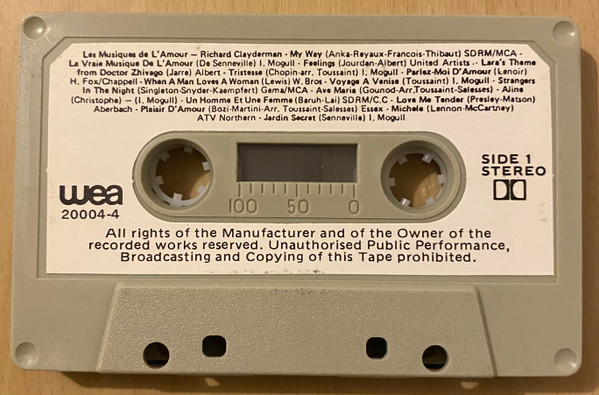 Les Musiques de L'Amour — Richard Clayderman - My Way (Anka-Reyaux-Francois-Thibaut) SDRM/MCA -
La Vraie Musique De L'Amour (De Senneville) I. Mogull - Feelings (Jourdan-Albert) United Artists - Lara's Theme
from Doctor Zhivago (Jarre) Albert - Tristesse (Chopin-arr. Toussaint) I. Mogull - Parlez-Moi D'Amour (Lenoir)
H. Fox/Chappell - When A Man Loves A Woman (Lewis) W. Bros - Voyage A Venise (Toussaint) I. Mogull - Strangers
In The Night (Singleton-Snyder-Kaempfert) Gema/MCA - Ave Maria (Gounod-Arr.Toussaint-Salesses) - Aline
(Christophe) — (I. Mogull) - Un Homme Et Une Femme (Baruh-Lai) SDRM/C.C - Love Me Tender (Presley-Matson)
Aberbach - Plaisir D'Amour (Bozi-Martini-Arr. Toussaint-Salesses) Essex - Michele (Lennon-McCartney)
ATV Northern - Jardin Secret (Senneville) I. Mogull
SIDE 1
STEREO
wea
20004-4
100 50 0
All rights of the Manufacturer and of the Owner of the
recorded works reserved. Unauthorised Public Performance,
Broadcasting and Copying of this Tape prohibited.